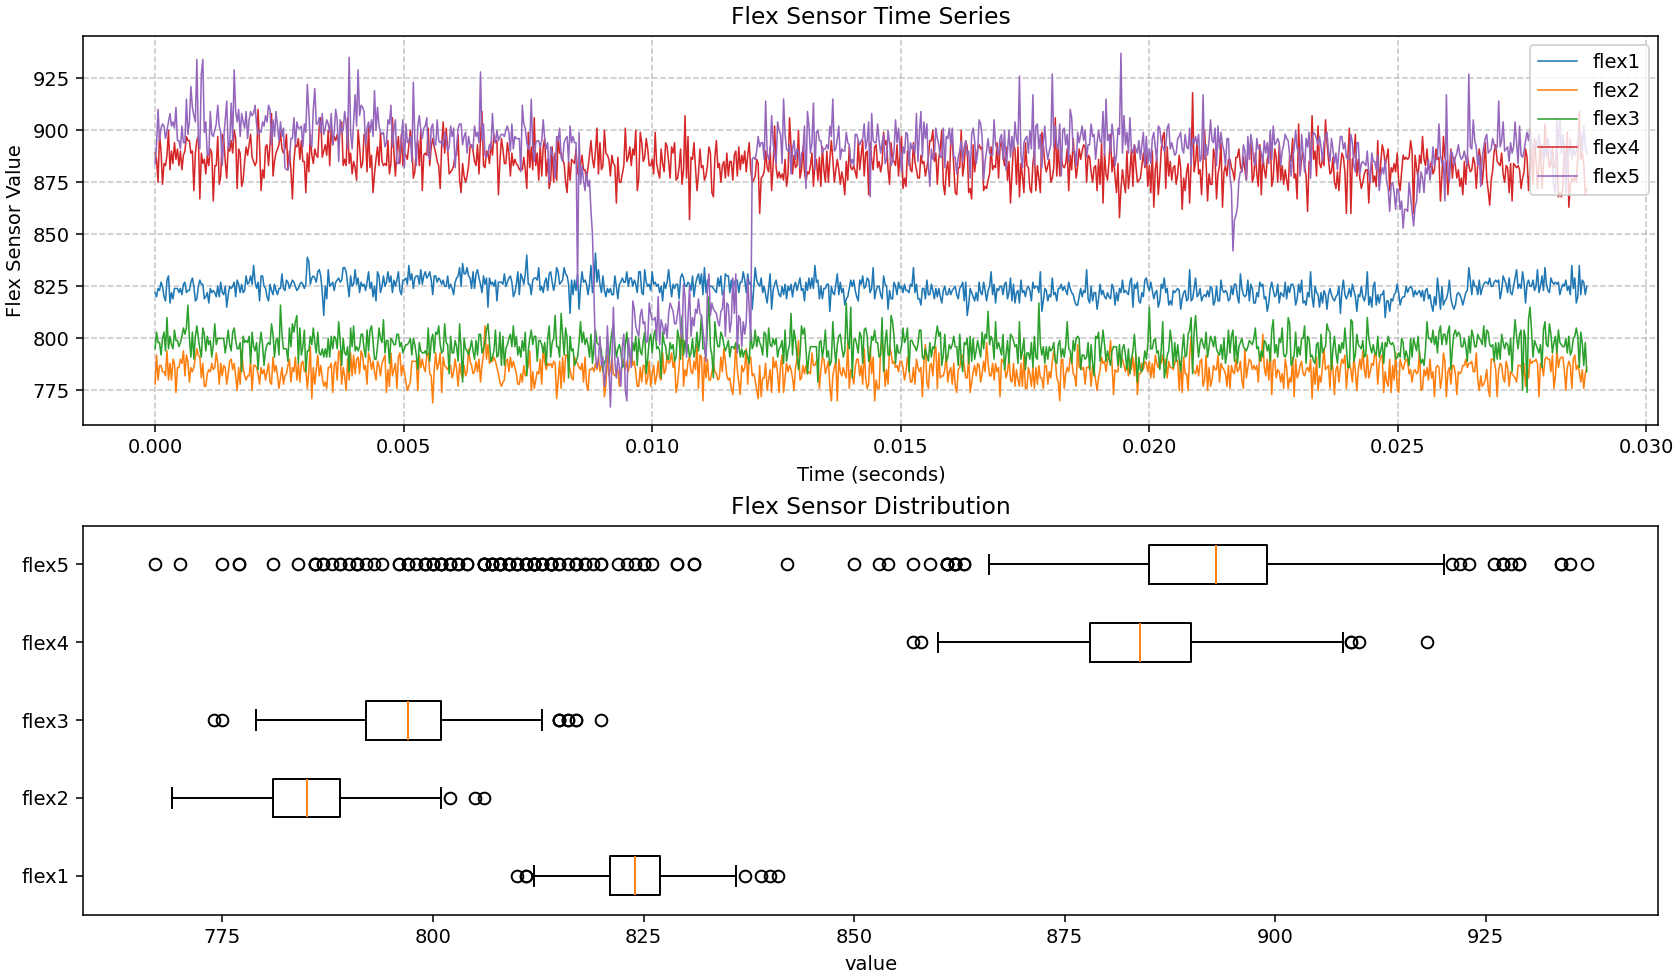 Flex Sensor Time Series
Flex Sensor Value
925
900
875
850
825
800
775
flex1
flex2
flex3
flex4
flex5
0.000 0.005 0.010 0.015 0.020 0.025 0.030
Time (seconds)
Flex Sensor Distribution
flex5
flex4
flex3
flex2
flex1
775 800 825 850 875 900 925
value